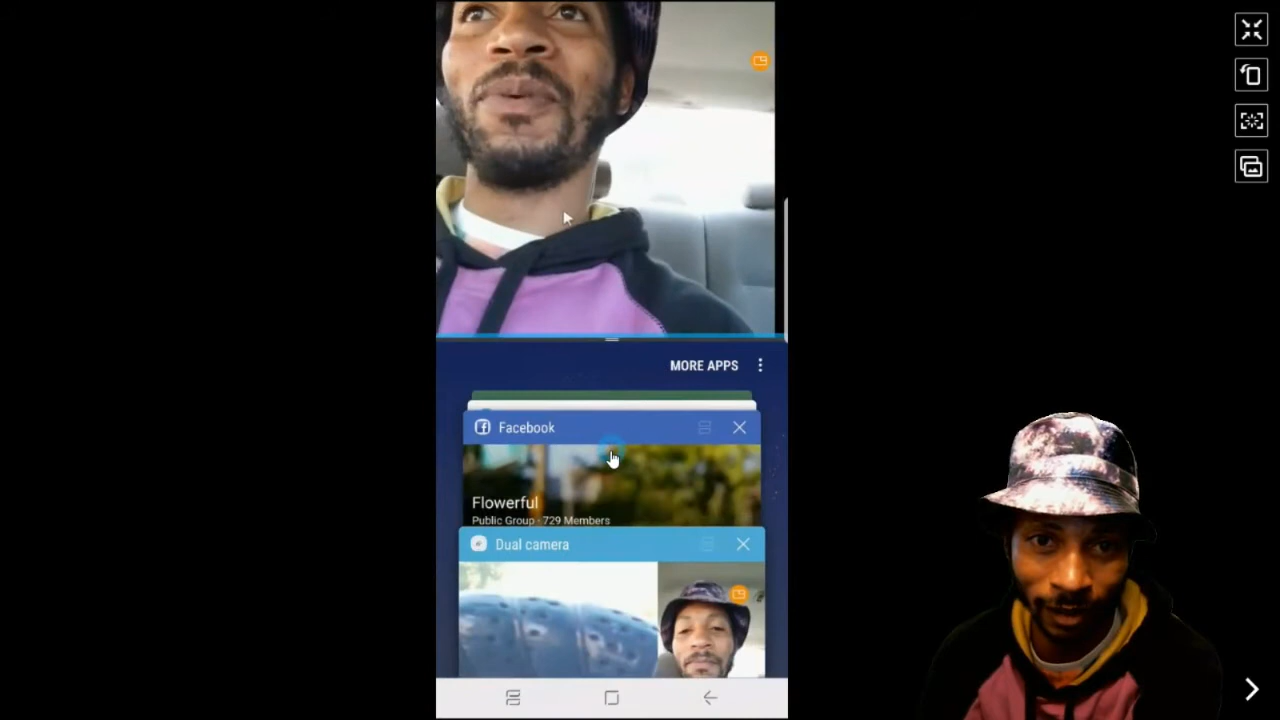 MORE APPS
Facebook
Flowerful
Public Group · 729 Members
Dual camera